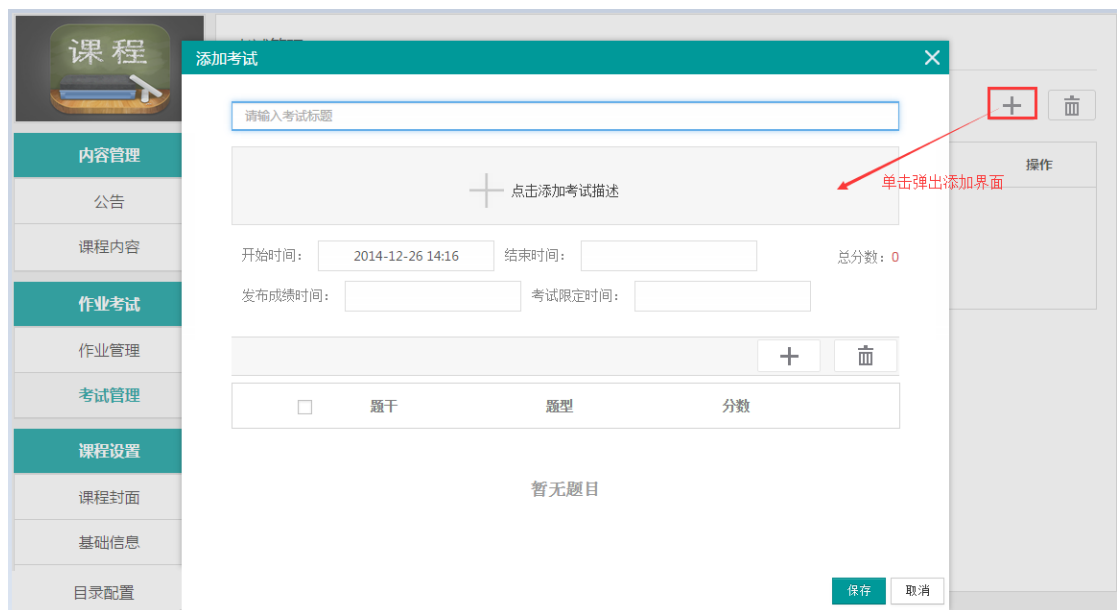 课程
添加考试
请输入考试标题
内容管理
操作
单击弹出添加界面
点击添加考试描述
公告
课程内容
开始时间： 2014-12-26 14:16 结束时间： 总分数：0
发布成绩时间： 考试限定时间：
作业考试
作业管理
考试管理
题干 题型 分数
课程设置
暂无题目
课程封面
基础信息
目录配置
保存 取消